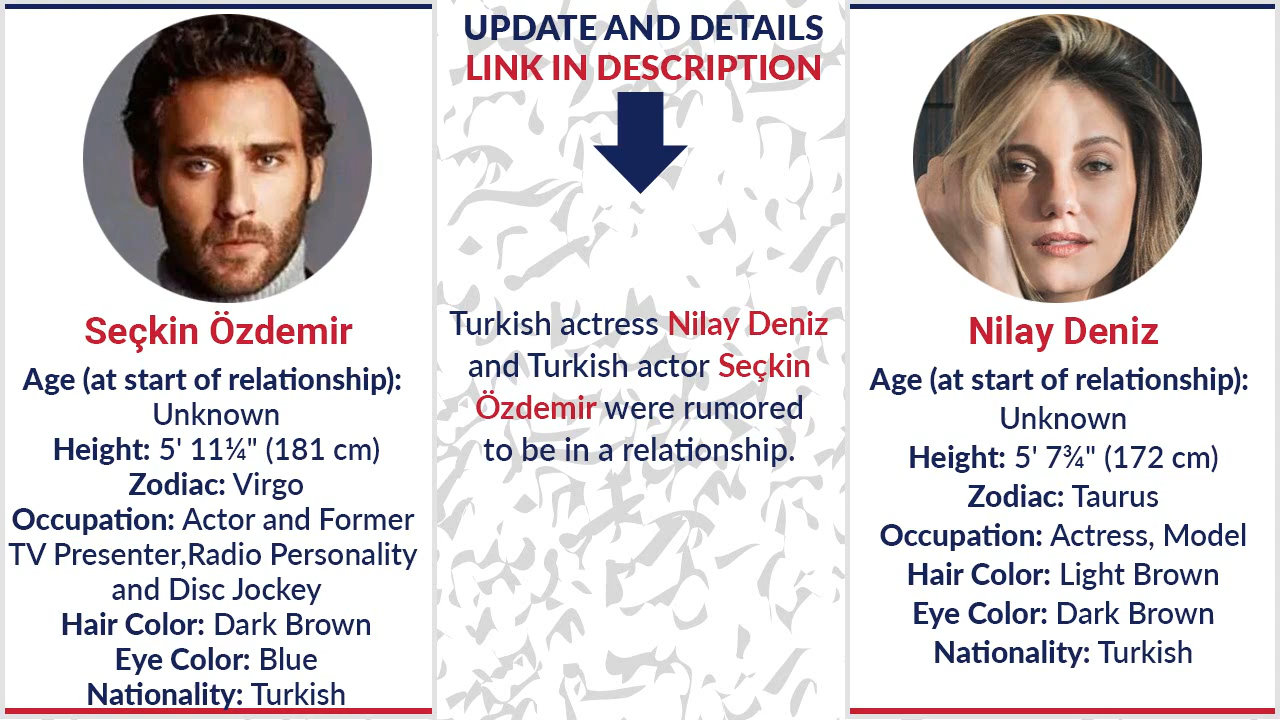 Seçkin Özdemir
Age (at start of relationship):
Unknown
Height: 5' 11¼" (181 cm)
Zodiac: Virgo
Occupation: Actor and Former
TV Presenter,Radio Personality
and Disc Jockey
Hair Color: Dark Brown
Eye Color: Blue
Nationality: Turkish
UPDATE AND DETAILS
LINK IN DESCRIPTION
Turkish actress Nilay Deniz
and Turkish actor Seçkin
Özdemir were rumored
to be in a relationship.
Nilay Deniz
Age (at start of relationship):
Unknown
Height: 5' 7¾" (172 cm)
Zodiac: Taurus
Occupation: Actress, Model
Hair Color: Light Brown
Eye Color: Dark Brown
Nationality: Turkish